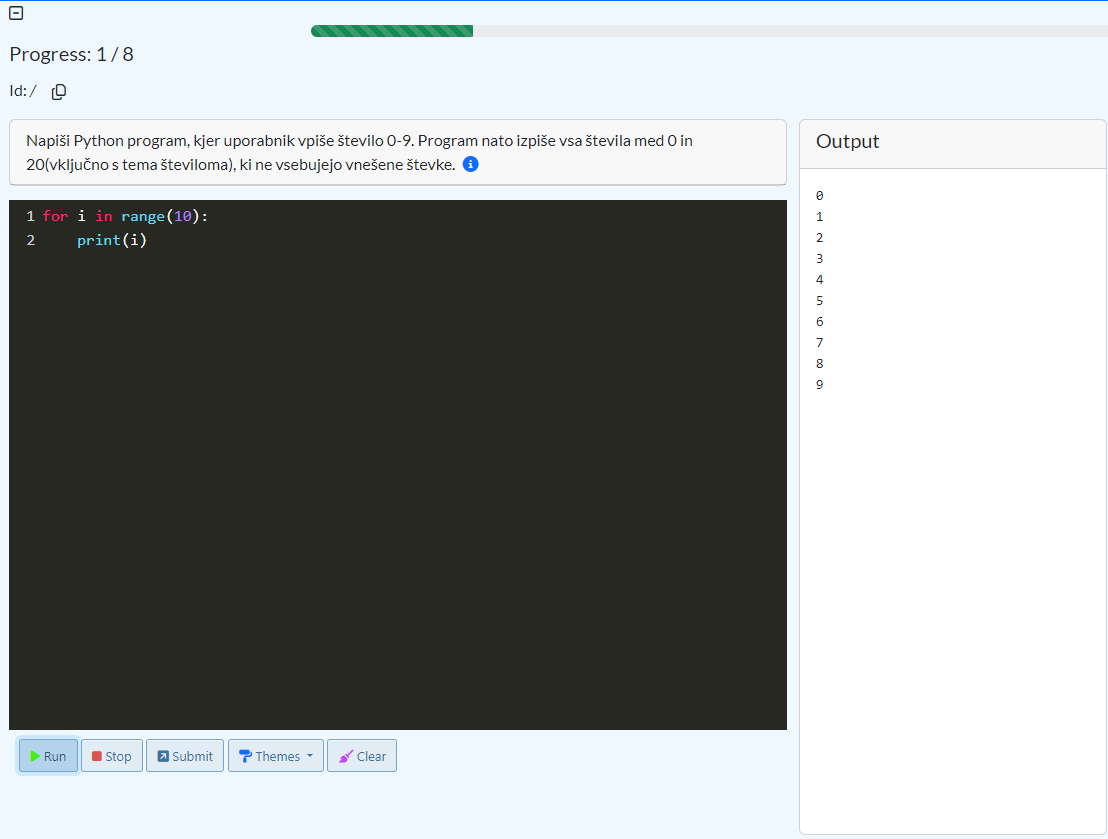 Progress: 1 / 8
Id: /
Napiši Python program, kjer uporabnik vpiše število 0-9. Program nato izpiše vsa števila med 0 in
20(vključno s tema številoma), ki ne vsebujejo vnešene števke.
1 for i in range(10):
2     print(i)
Run Stop Submit Themes Clear
Output
0
1
2
3
4
5
6
7
8
9